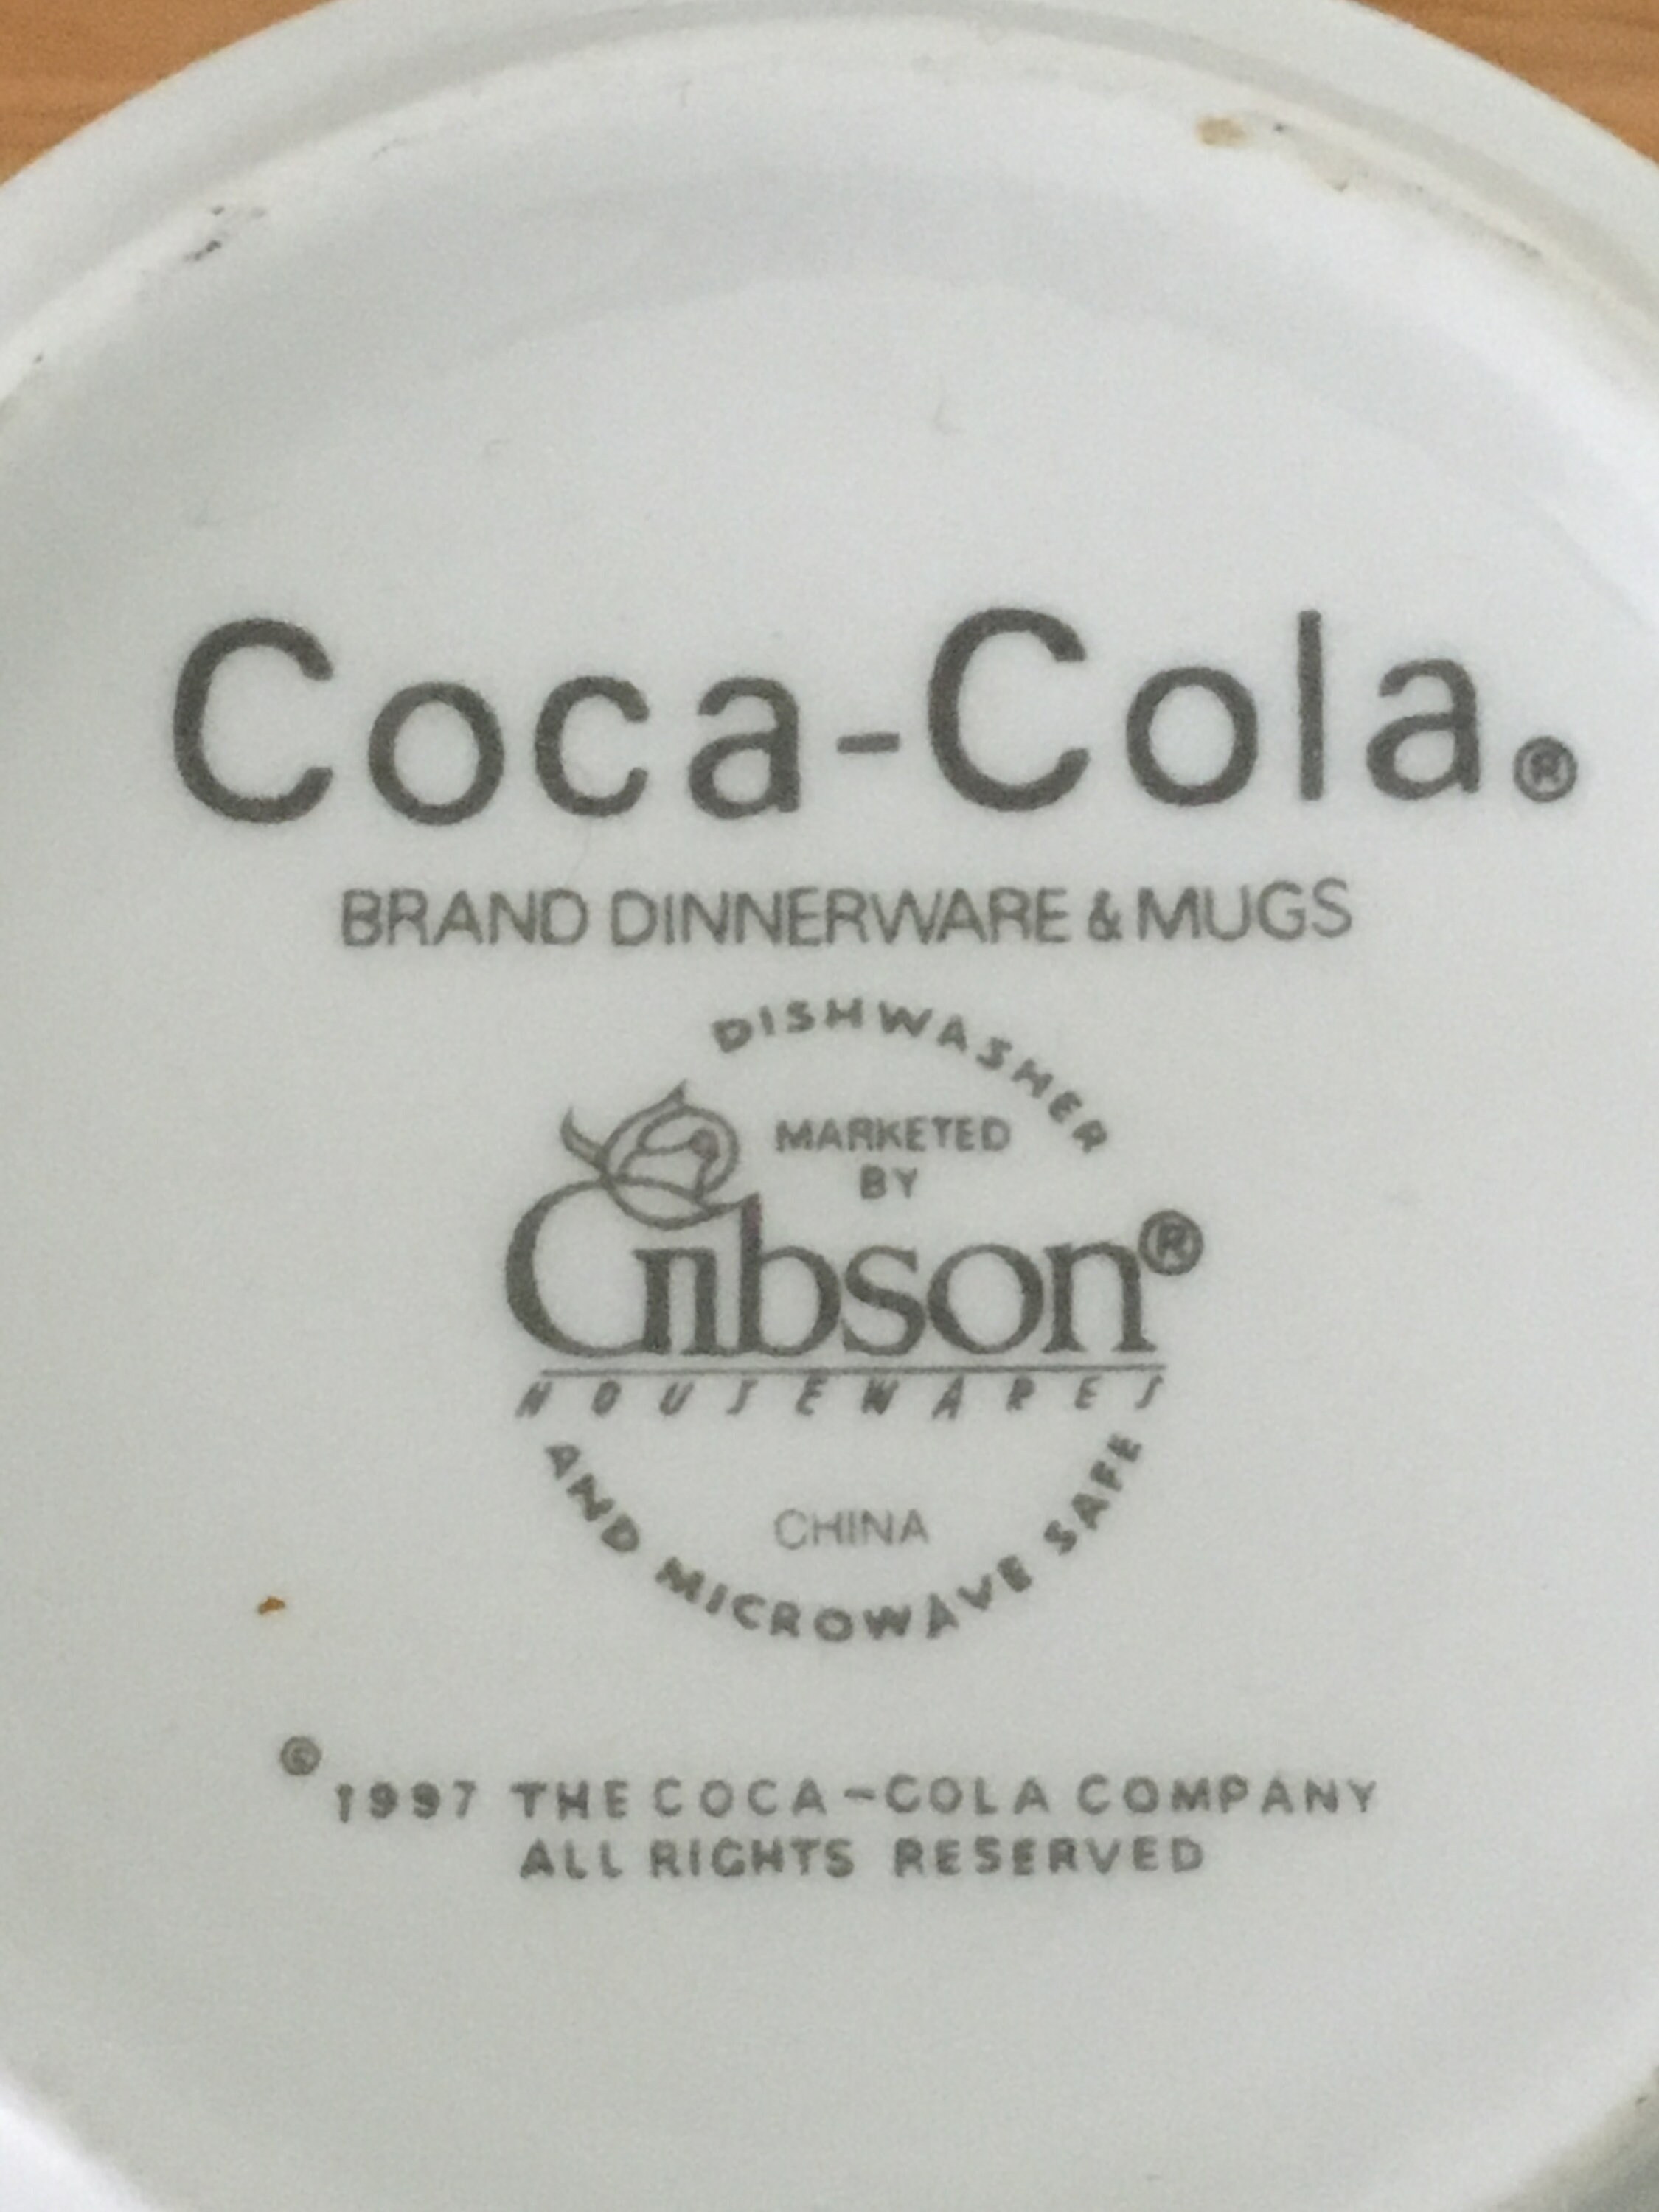 Coca-Cola®
BRAND DINNERWARE & MUGS
DISHWASHER
MARKETED
BY
Gibson®
HOUSEWARES
CHINA
AND MICROWAVE SAFE
© 1997 THE COCA-COLA COMPANY
ALL RIGHTS RESERVED